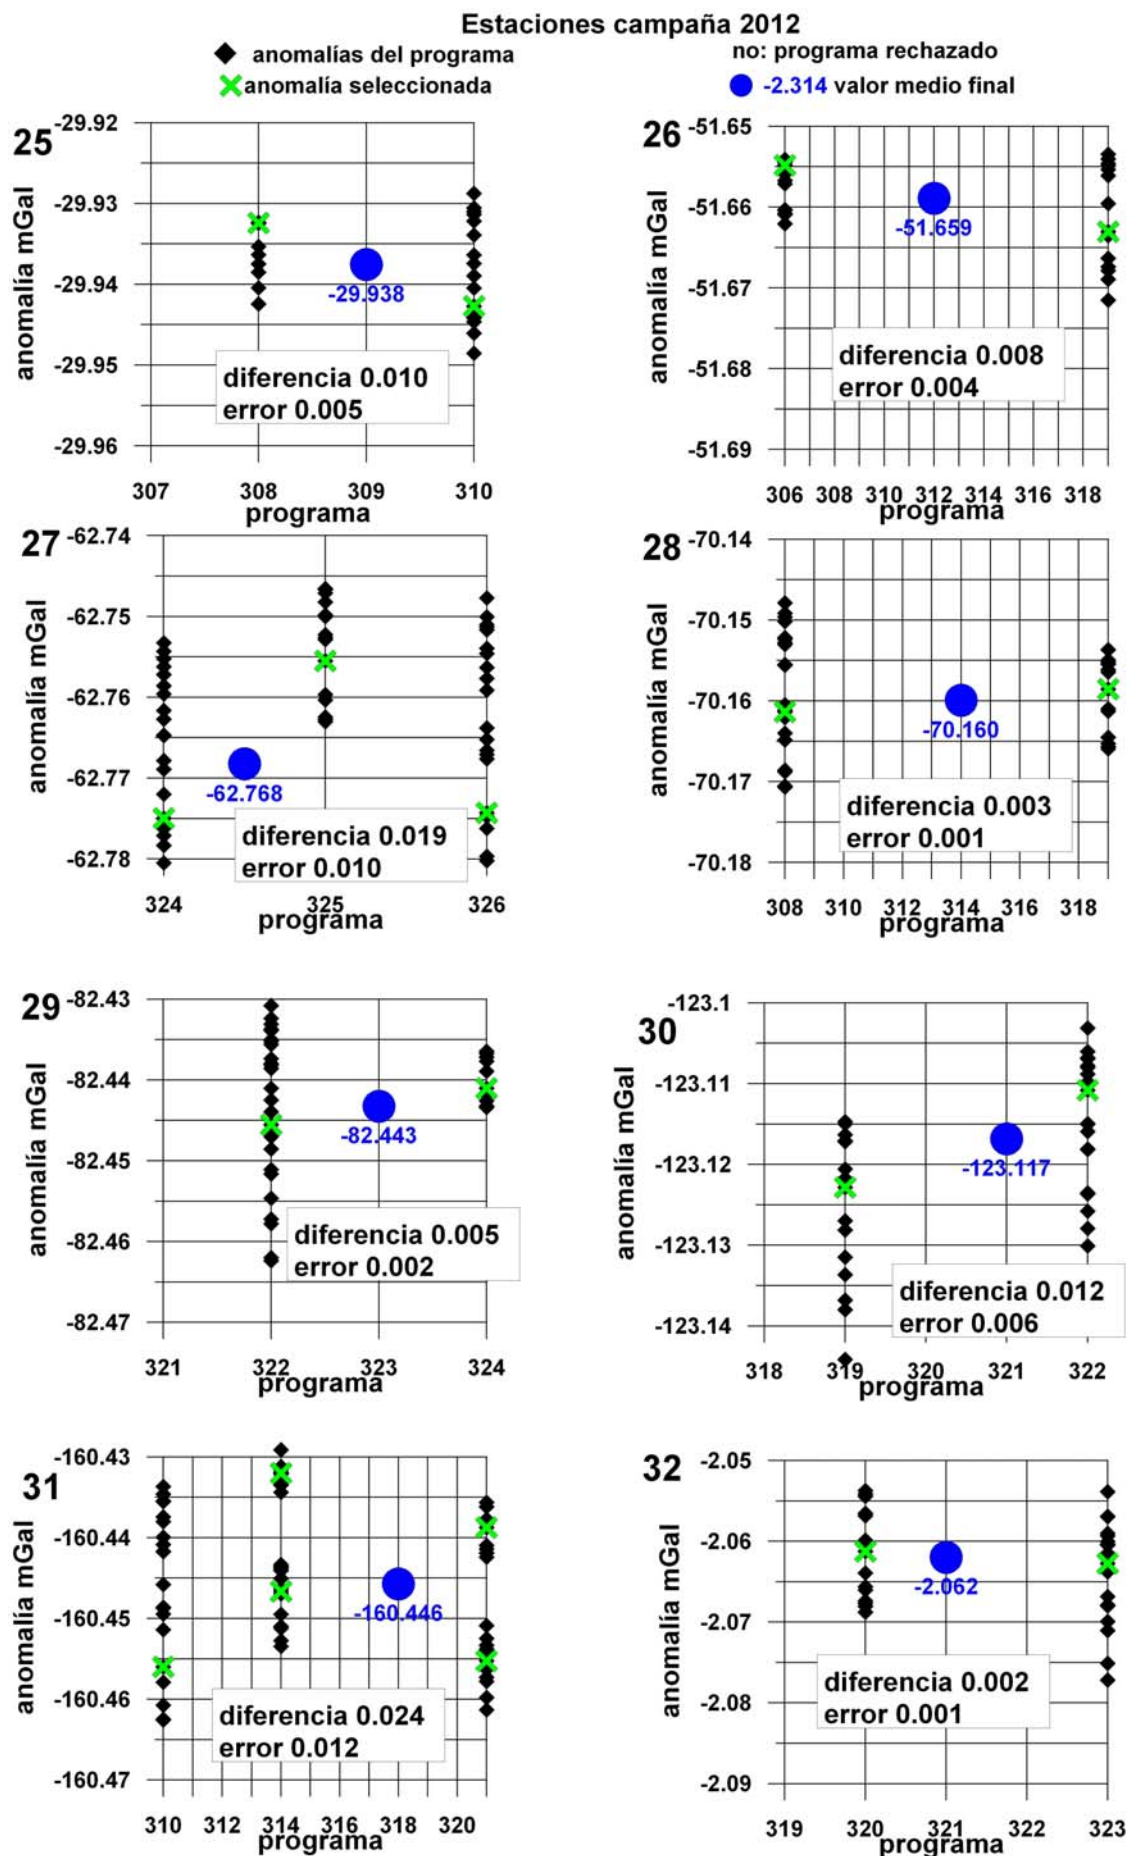 Estaciones campaña 2012
anomalías del programa
no: programa rechazado
anomalía seleccionada
-2.314 valor medio final
25
anomalía mGal
-29.92
-29.93
-29.94
-29.95
-29.96
-29.938
diferencia 0.010
error 0.005
307 308 309 310
programa
26
anomalía mGal
-51.65
-51.66
-51.67
-51.68
-51.69
-51.659
diferencia 0.008
error 0.004
306 308 310 312 314 316 318
programa
27
anomalía mGal
-62.74
-62.75
-62.76
-62.77
-62.78
-62.768
diferencia 0.019
error 0.010
324 325 326
programa
28
anomalía mGal
-70.14
-70.15
-70.16
-70.17
-70.18
-70.160
diferencia 0.003
error 0.001
308 310 312 314 316 318
programa
29
anomalía mGal
-82.43
-82.44
-82.45
-82.46
-82.47
-82.443
diferencia 0.005
error 0.002
321 322 323 324
programa
30
anomalía mGal
-123.1
-123.11
-123.12
-123.13
-123.14
-123.117
diferencia 0.012
error 0.006
318 319 320 321 322
programa
31
anomalía mGal
-160.43
-160.44
-160.45
-160.46
-160.47
-160.446
diferencia 0.024
error 0.012
310 312 314 316 318 320
programa
32
anomalía mGal
-2.05
-2.06
-2.07
-2.08
-2.09
-2.062
diferencia 0.002
error 0.001
319 320 321 322 323
programa